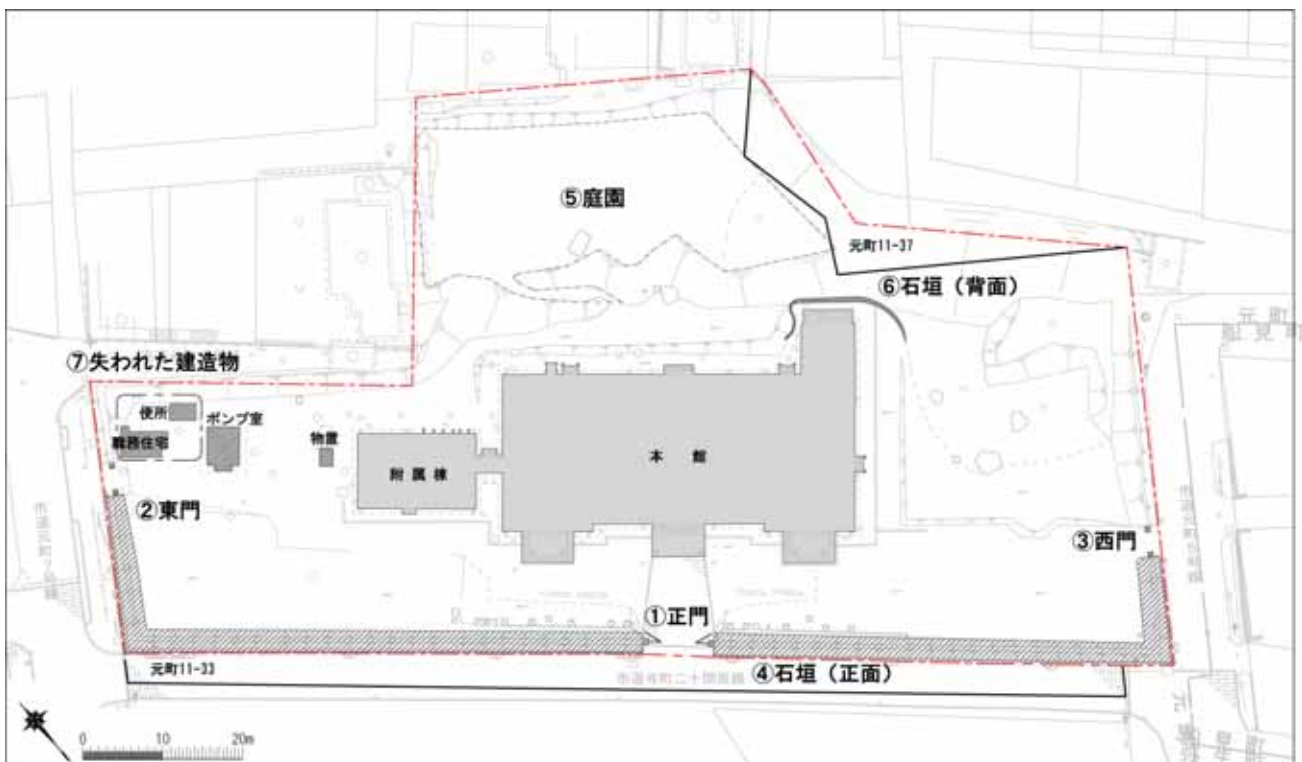 ⑤庭園
元町11-37
⑥石垣（背面）
⑦失われた建造物
便所
ポンプ室
職務住宅
物置
附属棟
本館
②東門
③西門
①正門
元町11-33
④石垣（正面）
0 10 20m